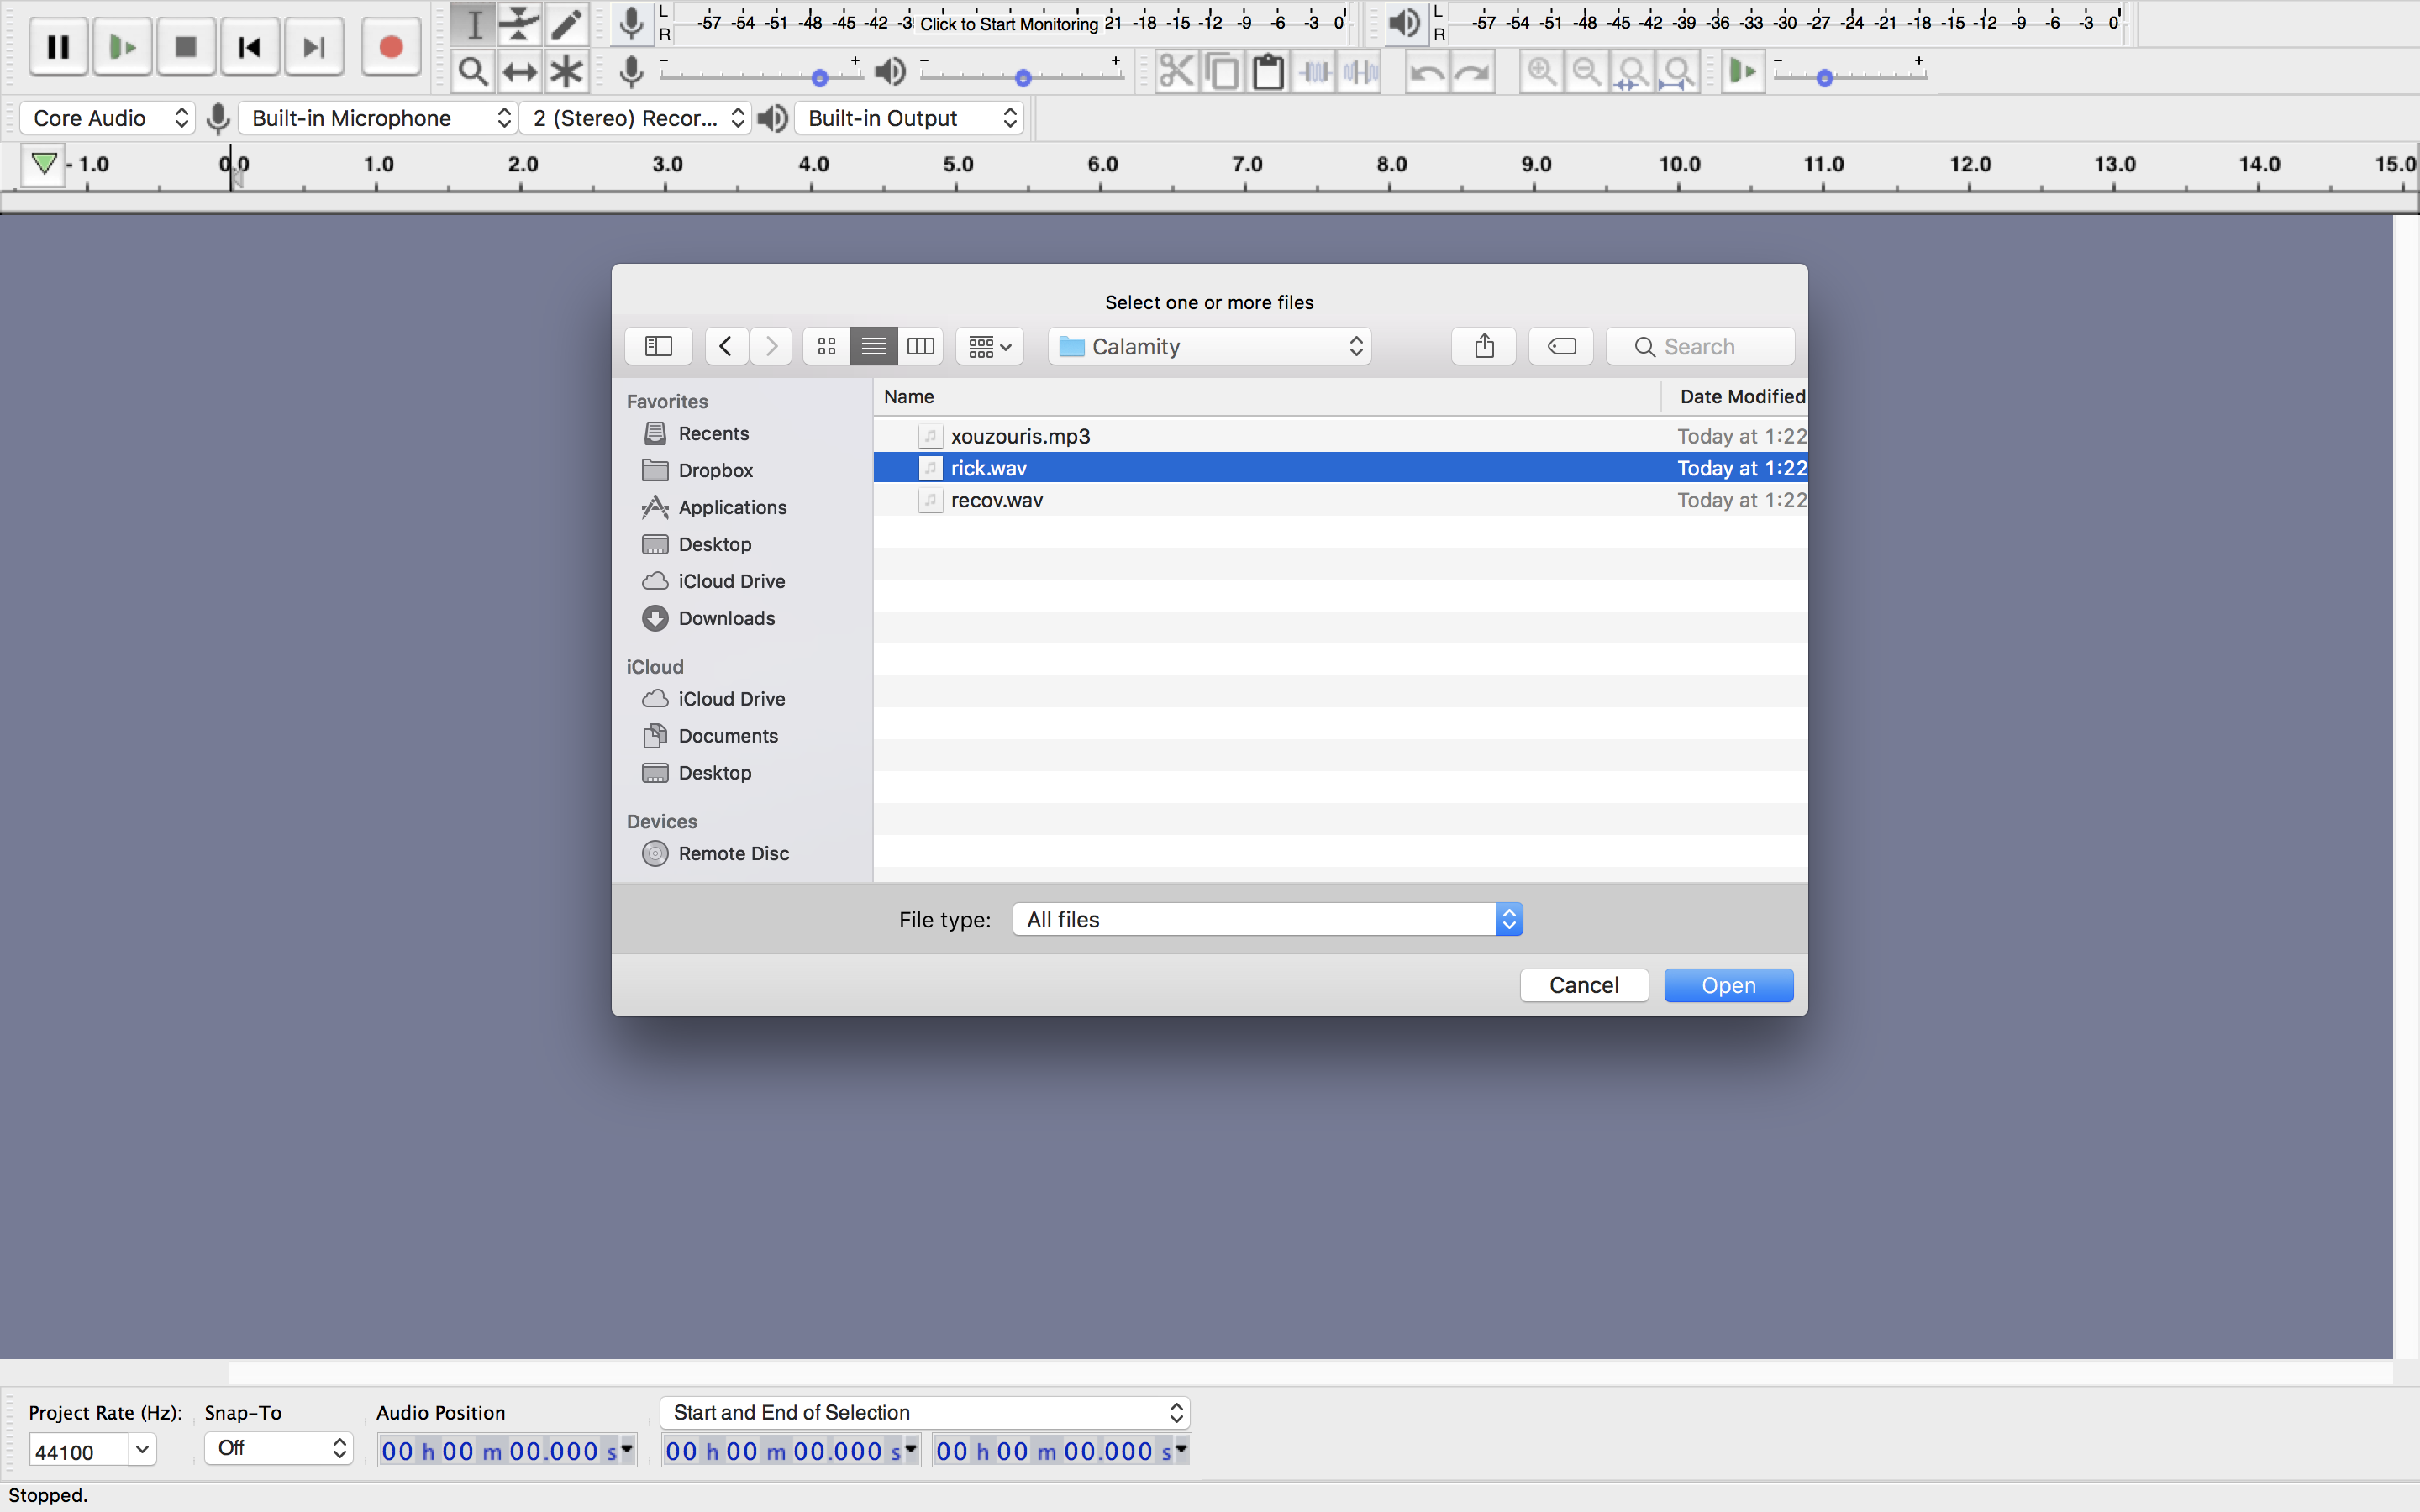 L
R
-57 -54 -51 -48 -45 -42 Click to Start Monitoring 21 -18 -15 -12 -9 -6 -3 0
L
R
-57 -54 -51 -48 -45 -42 -39 -36 -33 -30 -27 -24 -21 -18 -15 -12 -9 -6 -3 0
- + - + - +
Core Audio Built-in Microphone 2 (Stereo) Recor... Built-in Output
- 1.0 0.0 1.0 2.0 3.0 4.0 5.0 6.0 7.0 8.0 9.0 10.0 11.0 12.0 13.0 14.0 15.0
Select one or more files
Calamity
Search
Favorites
Recents
Dropbox
Applications
Desktop
iCloud Drive
Downloads
iCloud
iCloud Drive
Documents
Desktop
Devices
Remote Disc
Name Date Modified
xouzouris.mp3 Today at 1:22
rick.wav Today at 1:22
recov.wav Today at 1:22
File type: All files
Cancel Open
Project Rate (Hz): Snap-To Audio Position Start and End of Selection
44100 Off 00 h 00 m 00.000 s 00 h 00 m 00.000 s 00 h 00 m 00.000 s
Stopped.